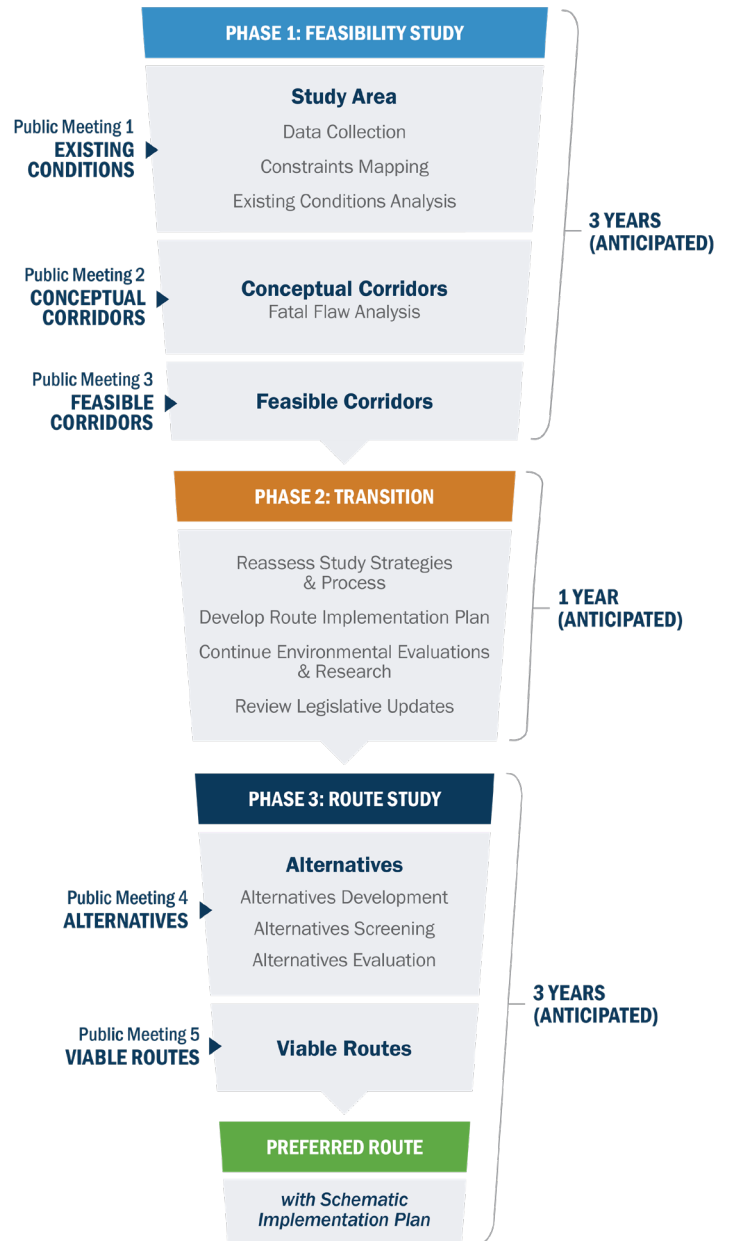 PHASE 1: FEASIBILITY STUDY
Study Area
Data Collection
Constraints Mapping
Existing Conditions Analysis
Public Meeting 1
EXISTING
CONDITIONS
Conceptual Corridors
Fatal Flaw Analysis
Public Meeting 2
CONCEPTUAL
CORRIDORS
Feasible Corridors
Public Meeting 3
FEASIBLE
CORRIDORS
3 YEARS
(ANTICIPATED)
PHASE 2: TRANSITION
Reassess Study Strategies
& Process
Develop Route Implementation Plan
Continue Environmental Evaluations
& Research
Review Legislative Updates
1 YEAR
(ANTICIPATED)
PHASE 3: ROUTE STUDY
Alternatives
Alternatives Development
Alternatives Screening
Alternatives Evaluation
Public Meeting 4
ALTERNATIVES
Viable Routes
Public Meeting 5
VIABLE ROUTES
3 YEARS
(ANTICIPATED)
PREFERRED ROUTE
with Schematic
Implementation Plan